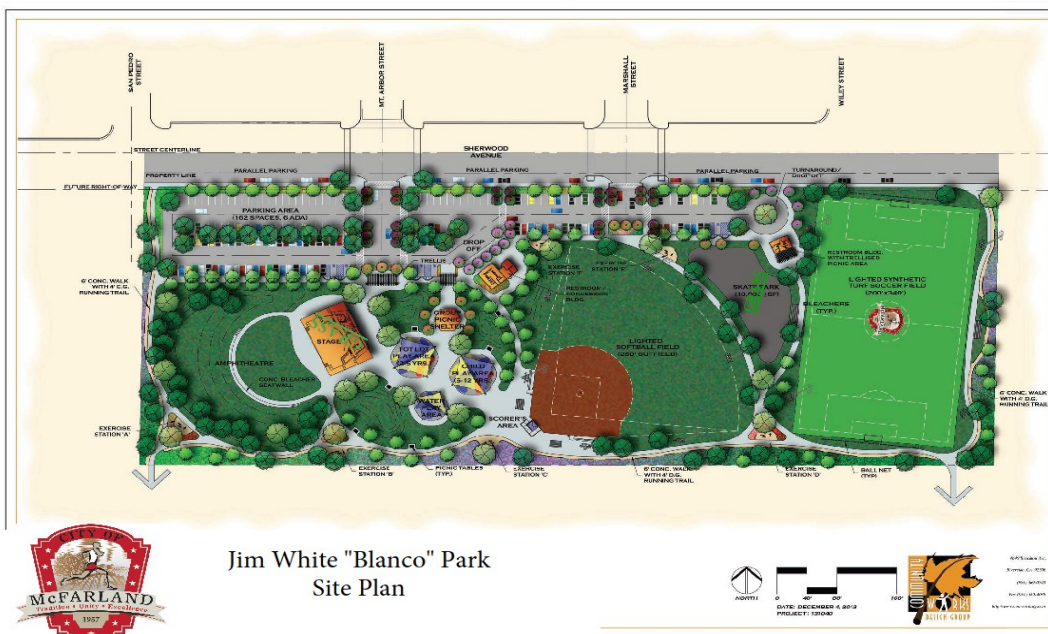 SAN PEDRO
STREET
MT. ARBOR STREET
MARSHALL
STREET
WILEY STREET
STREET CENTERLINE
SHERWOOD
AVENUE
PROPERTY LINE
PARALLEL PARKING
PARALLEL PARKING
PARALLEL PARKING
TURNAROUND/
DROP OFF
FUTURE RIGHT-OF-WAY
PARKING AREA
(162 SPACES, 6 ADA)
DROP
OFF
TRELLIS
EXERCISE
STATION
RESTROOM BLDG.
WITH TRELLISED
PICNIC AREA
6' CONC. WALK
WITH 4' D.G.
RUNNING TRAIL
RESTROOM /
BLDG.
SKATE PARK
BLEACHERS
(TYP.)
LIGHTED SYNTHETIC
TURF SOCCER FIELD
GROUP
PICNIC
SHELTER
STAGE
AMPHITHEATRE
TOT LOT
PLAY AREA
CHILD
PLAY AREA
(5-12 YRS.)
CONC. BLEACHER
SEATWALL
WATER
PLAY
AREA
LIGHTED
SOFTBALL FIELD
SCORER'S
AREA
6' CONC. WALK
WITH 4' D.G.
RUNNING TRAIL
EXERCISE
STATION 'A'
EXERCISE
STATION 'B'
PICNIC TABLES
(TYP.)
EXERCISE
STATION 'C'
6' CONC. WALK
WITH 4' D.G.
RUNNING TRAIL
EXERCISE
STATION 'D'
BALL NET
(TYP.)
CITY OF
McFARLAND
Tradition • Unity • Excellence
1957
Jim White "Blanco" Park
Site Plan
NORTH
0 40' 80' 160'
DATE: DECEMBER 4, 2013
PROJECT: 131040
COMMUNITY
WORKS
DESIGN GROUP